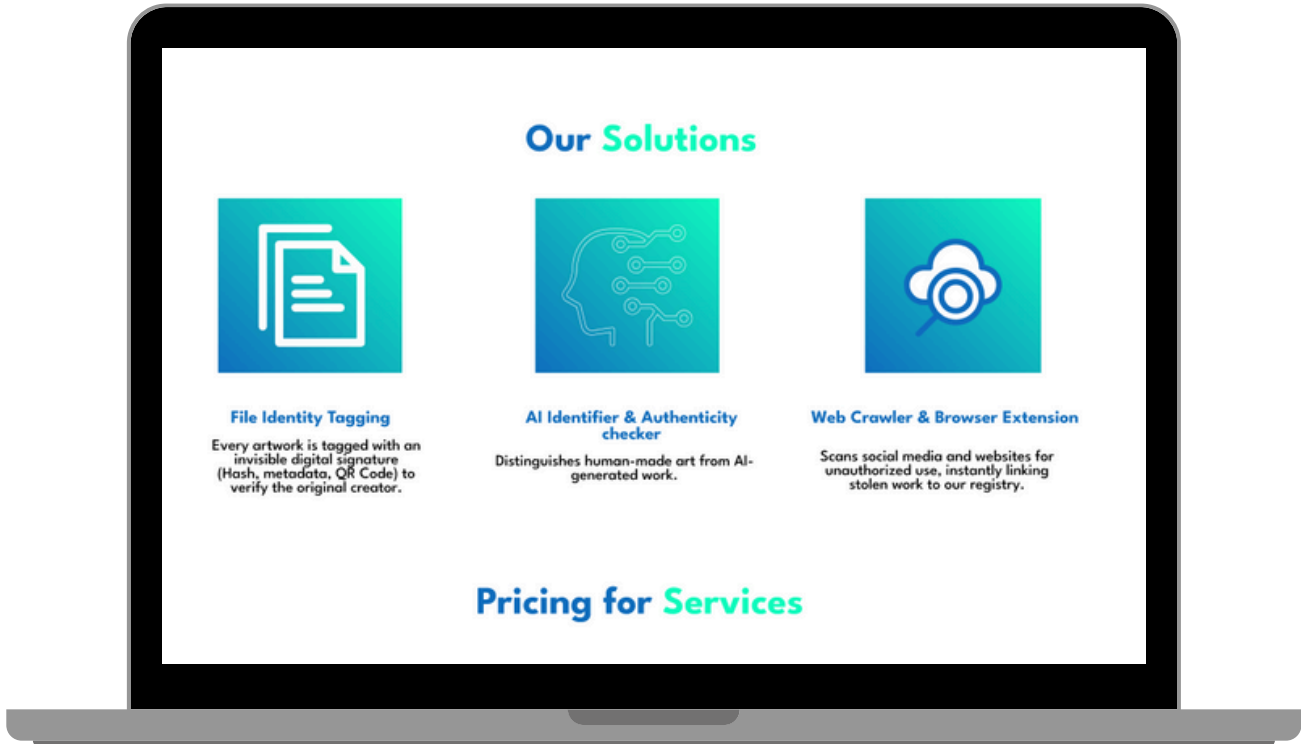 Our Solutions
File Identity Tagging
Every artwork is tagged with an
invisible digital signature
(Hash, metadata, QR Code) to
verify the original creator.
AI Identifier & Authenticity
checker
Distinguishes human-made art from AI-
generated work.
Web Crawler & Browser Extension
Scans social media and websites for
unauthorized use, instantly linking
stolen work to our registry.
Pricing for Services